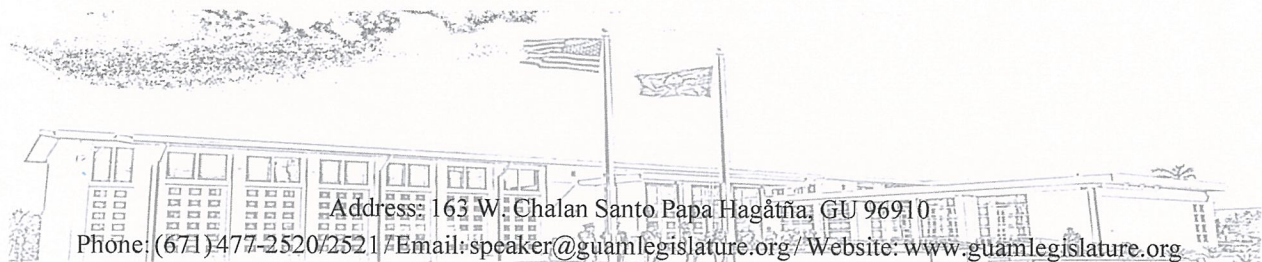 Address: 163 W. Chalan Santo Papa Hagåtña, GU 96910
Phone: (671)477-2520/2521 / Email: speaker@guamlegislature.org / Website: www.guamlegislature.org